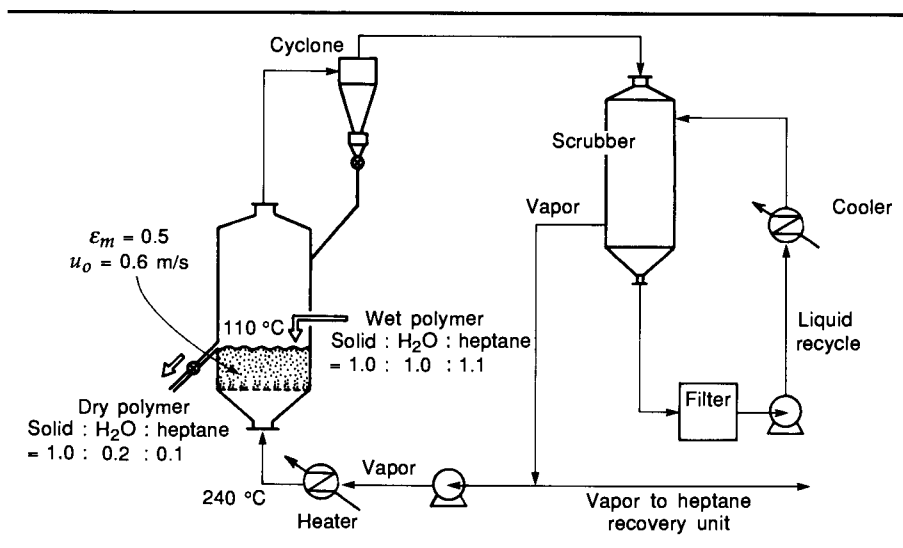 Cyclone
Scrubber
Vapor
Cooler
εm = 0.5
uo = 0.6 m/s
110 °C
Wet polymer
Solid : H2O : heptane
= 1.0 : 1.0 : 1.1
Liquid
recycle
Dry polymer
Solid : H2O : heptane
= 1.0 : 0.2 : 0.1
Filter
240 °C
Vapor
Heater
Vapor to heptane
recovery unit